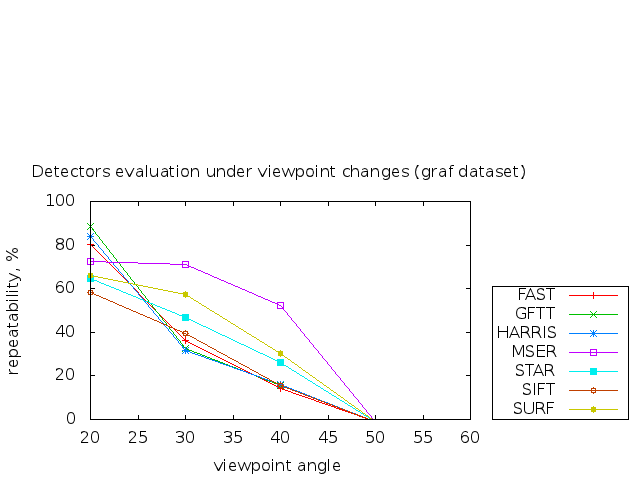 Detectors evaluation under viewpoint changes (graf dataset)
100
80
60
40
20
0
repeatability, %
20 25 30 35 40 45 50 55 60
viewpoint angle
FAST
GFTT
HARRIS
MSER
STAR
SIFT
SURF